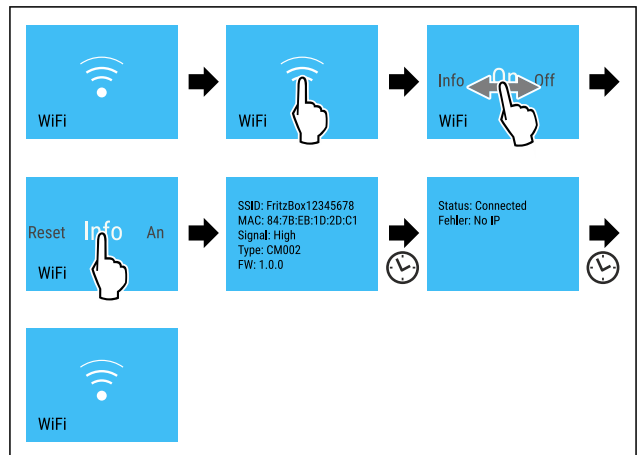 WiFi
WiFi
Info On Off
WiFi
Reset Info An
WiFi
SSID: FritzBox12345678
MAC: 84:7B:EB:1D:2D:C1
Signal: High
Type: CM002
FW: 1.0.0
Status: Connected
Fehler: No IP
WiFi